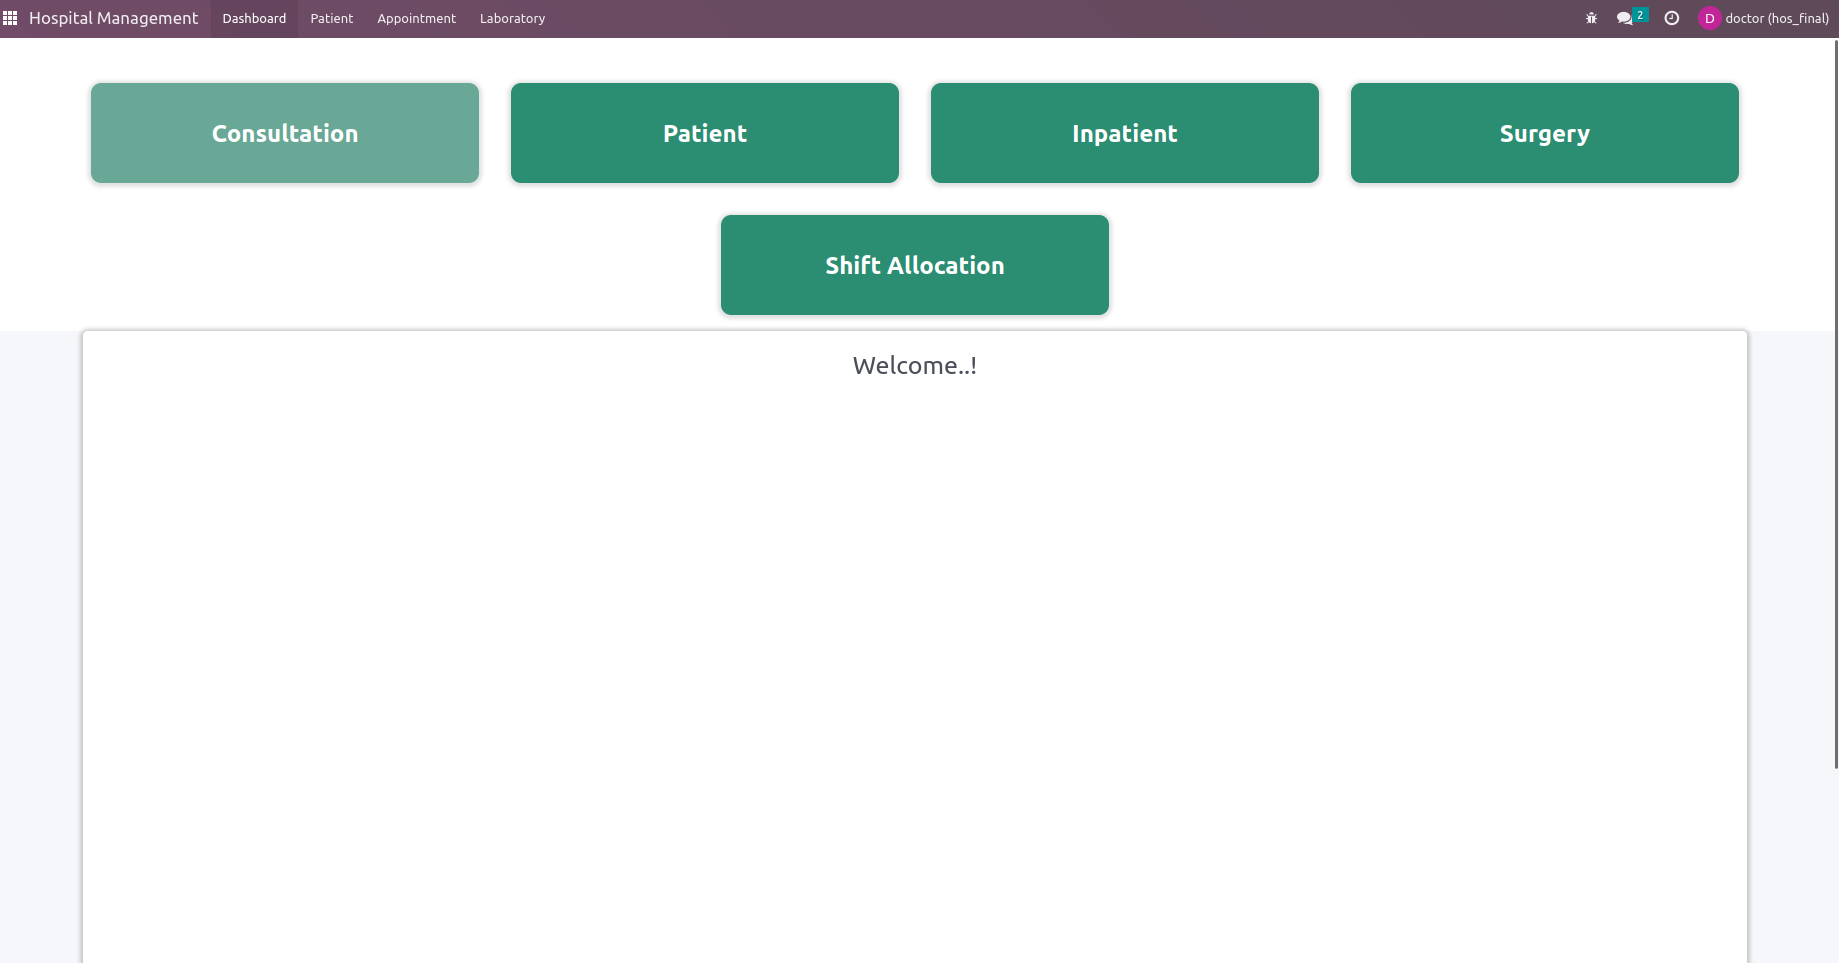 Hospital Management Dashboard Patient Appointment Laboratory 2 D doctor (hos_final)
Consultation Patient Inpatient Surgery
Shift Allocation
Welcome..!